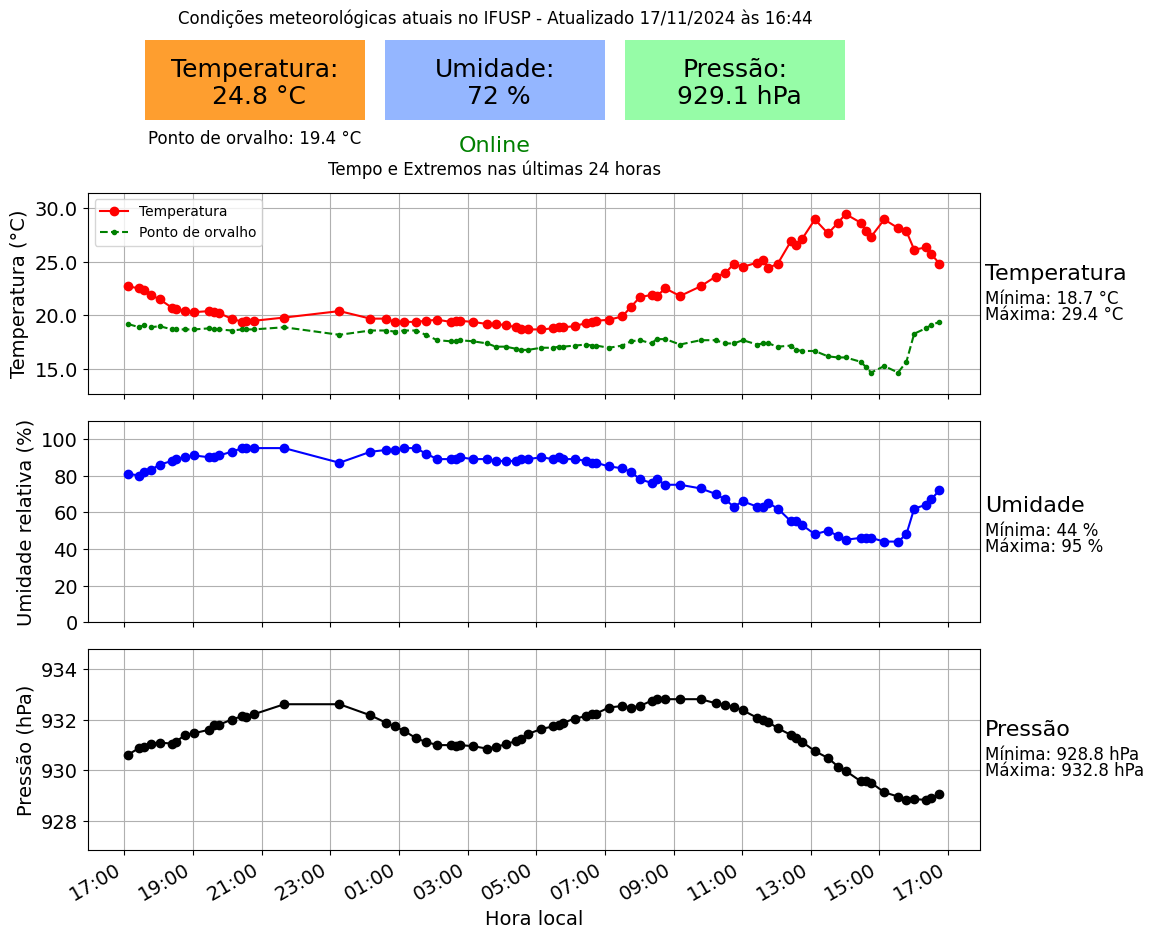 Condições meteorológicas atuais no IFUSP - Atualizado 17/11/2024 às 16:44
Temperatura:
24.8 °C
Umidade:
72 %
Pressão:
929.1 hPa
Ponto de orvalho: 19.4 °C
Online
Tempo e Extremos nas últimas 24 horas
Temperatura (°C)
30.0
25.0
20.0
15.0
Temperatura
Ponto de orvalho
Temperatura
Mínima: 18.7 °C
Máxima: 29.4 °C
Umidade relativa (%)
100
80
60
40
20
0
Umidade
Mínima: 44 %
Máxima: 95 %
Pressão (hPa)
934
932
930
928
Pressão
Mínima: 928.8 hPa
Máxima: 932.8 hPa
17:00 19:00 21:00 23:00 01:00 03:00 05:00 07:00 09:00 11:00 13:00 15:00 17:00
Hora local